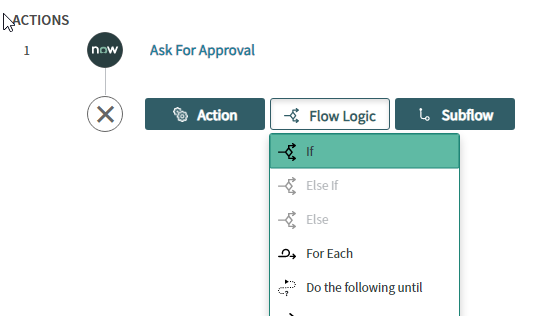 ACTIONS
1 now Ask For Approval
Action Flow Logic Subflow
If
Else If
Else
For Each
Do the following until